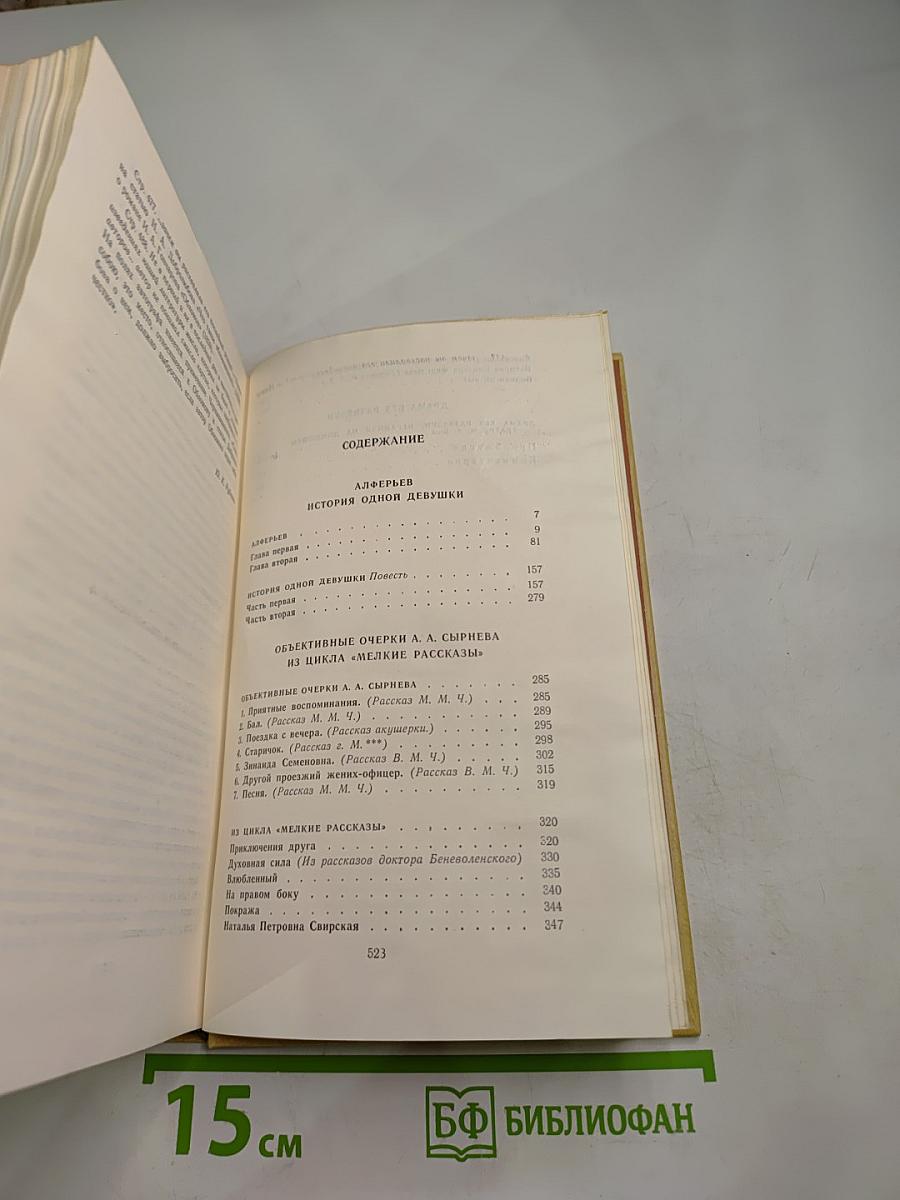 СОДЕРЖАНИЕ
АЛФЕРЬЕВ
ИСТОРИЯ ОДНОЙ ДЕВУШКИ
АЛФЕРЬЕВ . . . . . . . . . . . . . . . . 7
Глава первая . . . . . . . . . . . . . . . 9
Глава вторая . . . . . . . . . . . . . . . 81
ИСТОРИЯ ОДНОЙ ДЕВУШКИ Повесть . . . . . . . . 157
Часть первая . . . . . . . . . . . . . . . 157
Часть вторая . . . . . . . . . . . . . . . 279
ОБЪЕКТИВНЫЕ ОЧЕРКИ А. А. СЫРНЕВА
ИЗ ЦИКЛА «МЕЛКИЕ РАССКАЗЫ»
ОБЪЕКТИВНЫЕ ОЧЕРКИ А. А. СЫРНЕВА . . . . . . . 285
1. Приятные воспоминания. (Рассказ М. М. Ч.) . . . 285
2. Бал. (Рассказ М. М. Ч.) . . . . . . . . . . 289
3. Поездка с вечера. (Рассказ акушерки.) . . . . . 295
4. Старичок. (Рассказ г. М. ***) . . . . . . . . 298
5. Зинаида Семеновна. (Рассказ В. М. Ч.) . . . . . 302
6. Другой проезжий жених-офицер. (Рассказ В. М. Ч.) 315
7. Песня. (Рассказ М. М. Ч.) . . . . . . . . . . 319
ИЗ ЦИКЛА «МЕЛКИЕ РАССКАЗЫ» . . . . . . . . . 320
Приключения друга . . . . . . . . . . . . . 320
Духовная сила (Из рассказов доктора Беневоленского) 330
Влюбленный . . . . . . . . . . . . . . . . 335
На правом боку . . . . . . . . . . . . . . 340
Покража . . . . . . . . . . . . . . . . . 344
Наталья Петровна Свирская . . . . . . . . . . 347
523
15 см
БФ БИБЛИОФАН